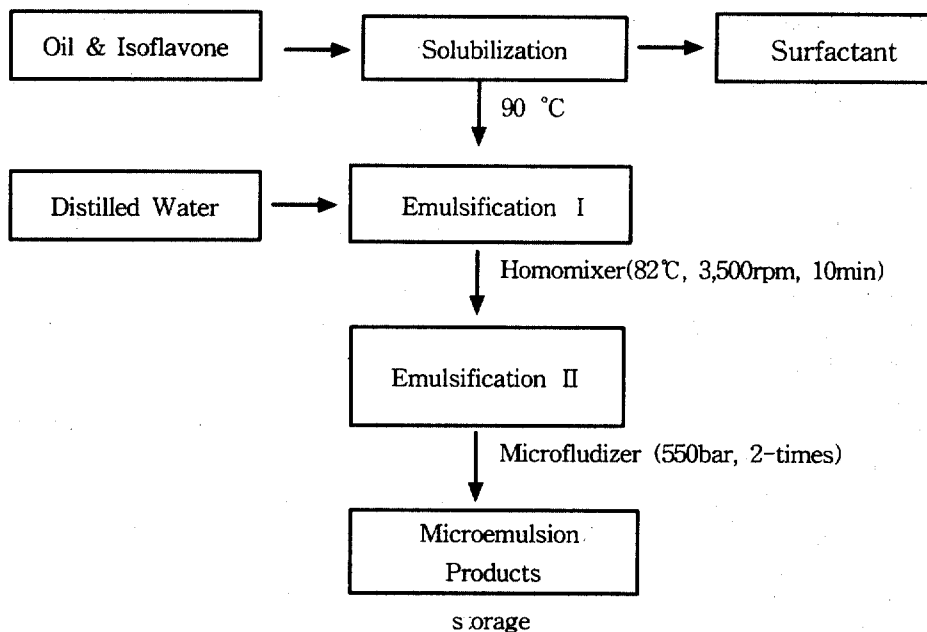 Oil & Isoflavone
Solubilization
Surfactant
90 ℃
Distilled Water
Emulsification Ⅰ
Homomixer(82℃, 3,500rpm, 10min)
Emulsification Ⅱ
Microfludizer (550bar, 2-times)
Microemulsion
Products
storage